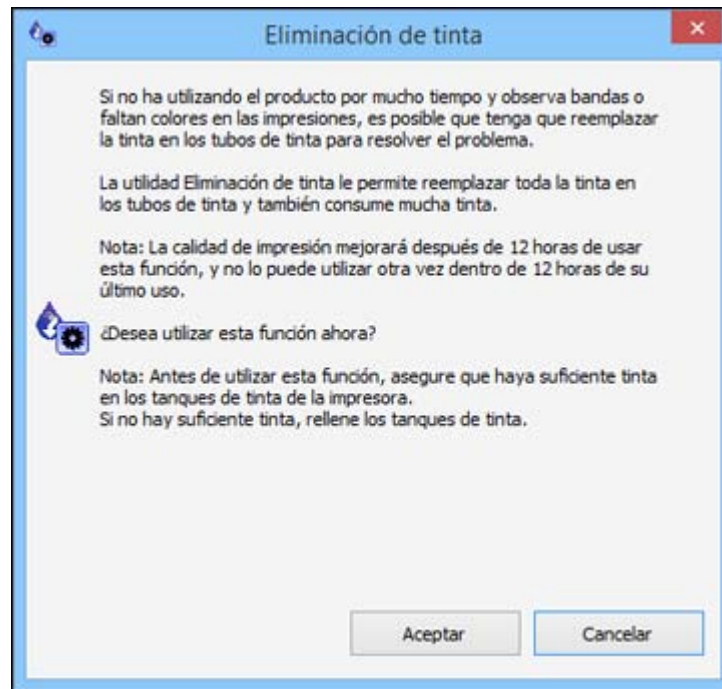 Eliminación de tinta
Si no ha utilizando el producto por mucho tiempo y observa bandas o
faltan colores en las impresiones, es posible que tenga que reemplazar
la tinta en los tubos de tinta para resolver el problema.
La utilidad Eliminación de tinta le permite reemplazar toda la tinta en
los tubos de tinta y también consume mucha tinta.
Nota: La calidad de impresión mejorará después de 12 horas de usar
esta función, y no lo puede utilizar otra vez dentro de 12 horas de su
último uso.
¿Desea utilizar esta función ahora?
Nota: Antes de utilizar esta función, asegure que haya suficiente tinta
en los tanques de tinta de la impresora.
Si no hay suficiente tinta, rellene los tanques de tinta.
Aceptar
Cancelar